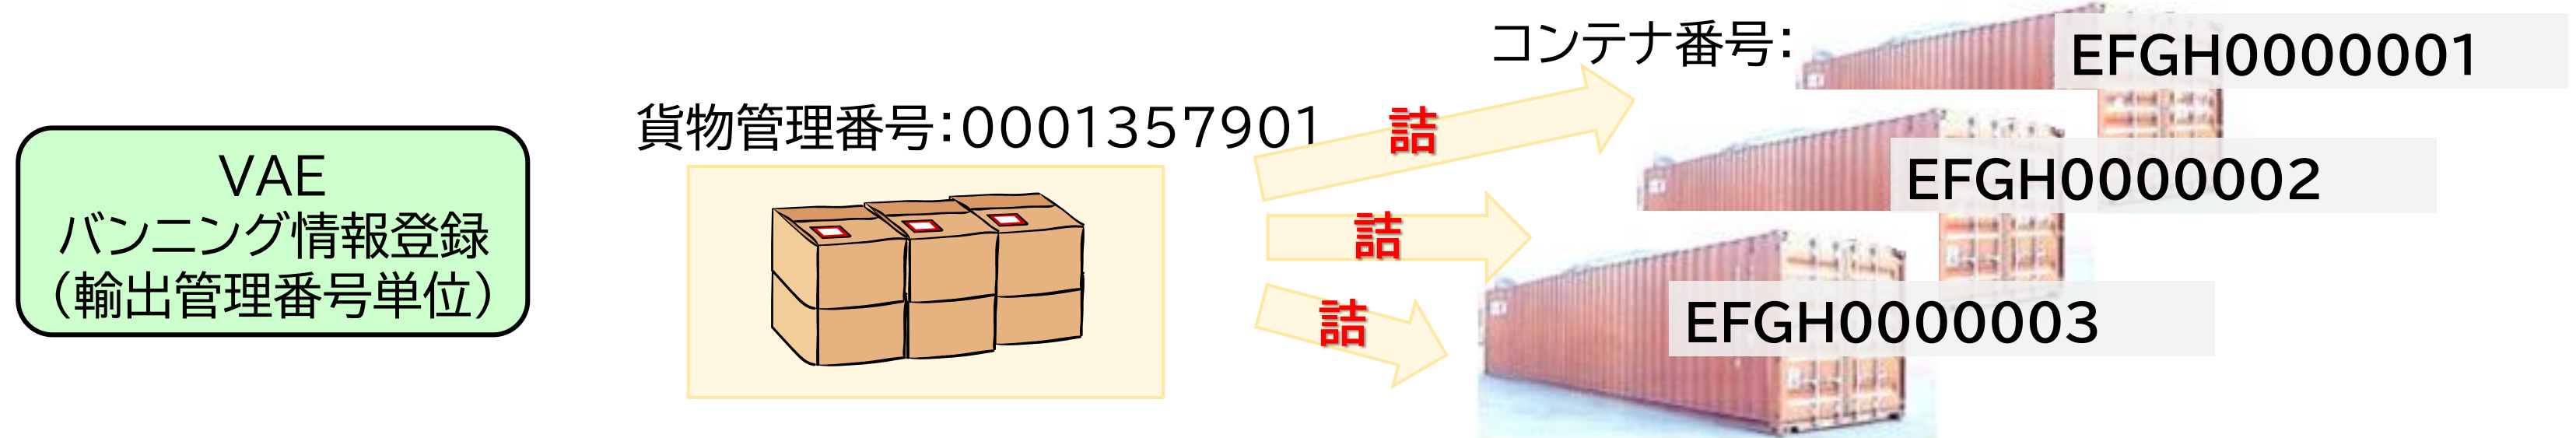 VAE
バンニング情報登録
(輸出管理番号単位)
貨物管理番号:0001357901
詰
詰
詰
コンテナ番号:
EFGH0000001
EFGH0000002
EFGH0000003